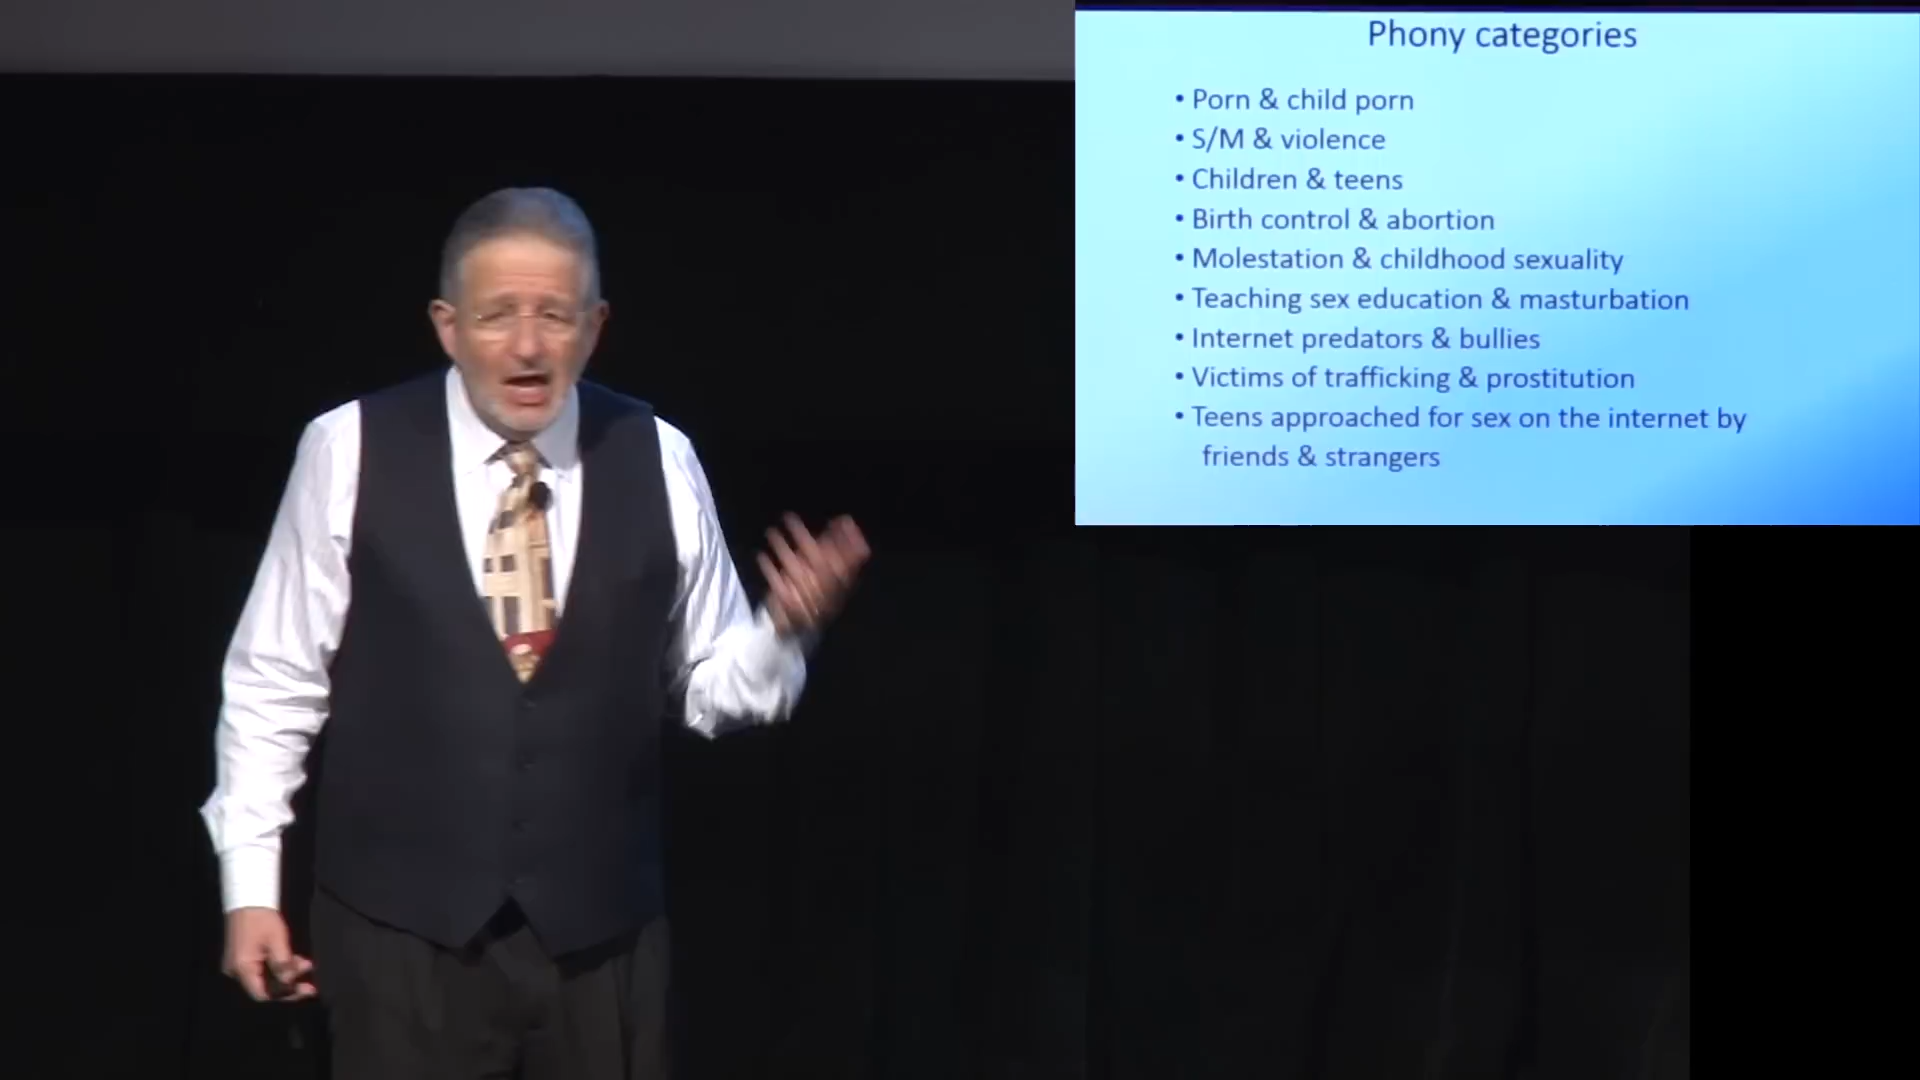 Phony categories
• Porn & child porn
• S/M & violence
• Children & teens
• Birth control & abortion
• Molestation & childhood sexuality
• Teaching sex education & masturbation
• Internet predators & bullies
• Victims of trafficking & prostitution
• Teens approached for sex on the internet by
friends & strangers